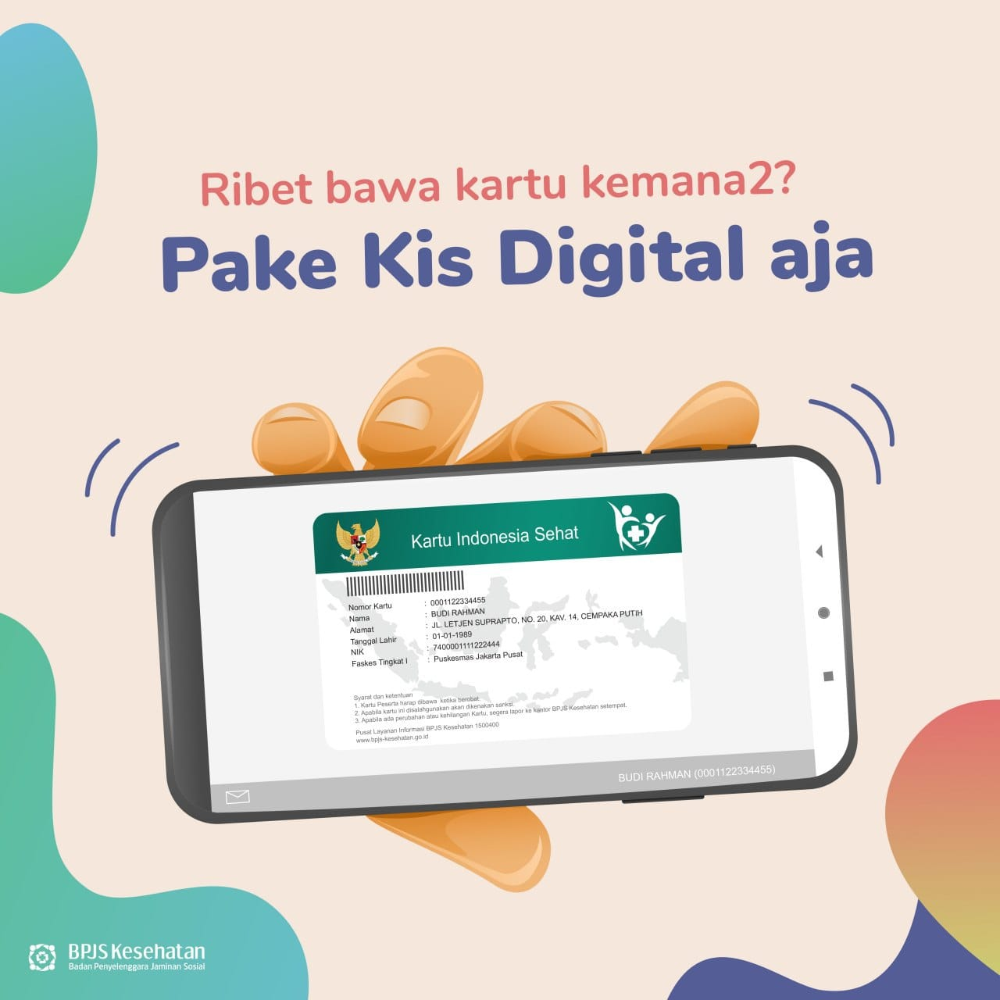 Ribet bawa kartu kemana2?
Pake Kis Digital aja
Kartu Indonesia Sehat
Nomor Kartu : 0001122334455
Nama : BUDI RAHMAN
Alamat : JL. LETJEN SUPRAPTO, NO. 20, KAV. 14, CEMPAKA PUTIH
Tanggal Lahir : 01-01-1989
NIK : 7400001111222444
Faskes Tingkat I : Puskesmas Jakarta Pusat
Syarat dan ketentuan
1. Kartu Peserta harap dibawa ketika berobat.
2. Apabila kartu ini disalahgunakan akan dikenakan sanksi.
3. Apabila ada perubahan atau kehilangan Kartu, segera lapor ke kantor BPJS Kesehatan setempat.
Pusat Layanan Informasi BPJS Kesehatan 1500400
www.bpjs-kesehatan.go.id
BUDI RAHMAN (0001122334455)
BPJS Kesehatan
Badan Penyelenggara Jaminan Sosial